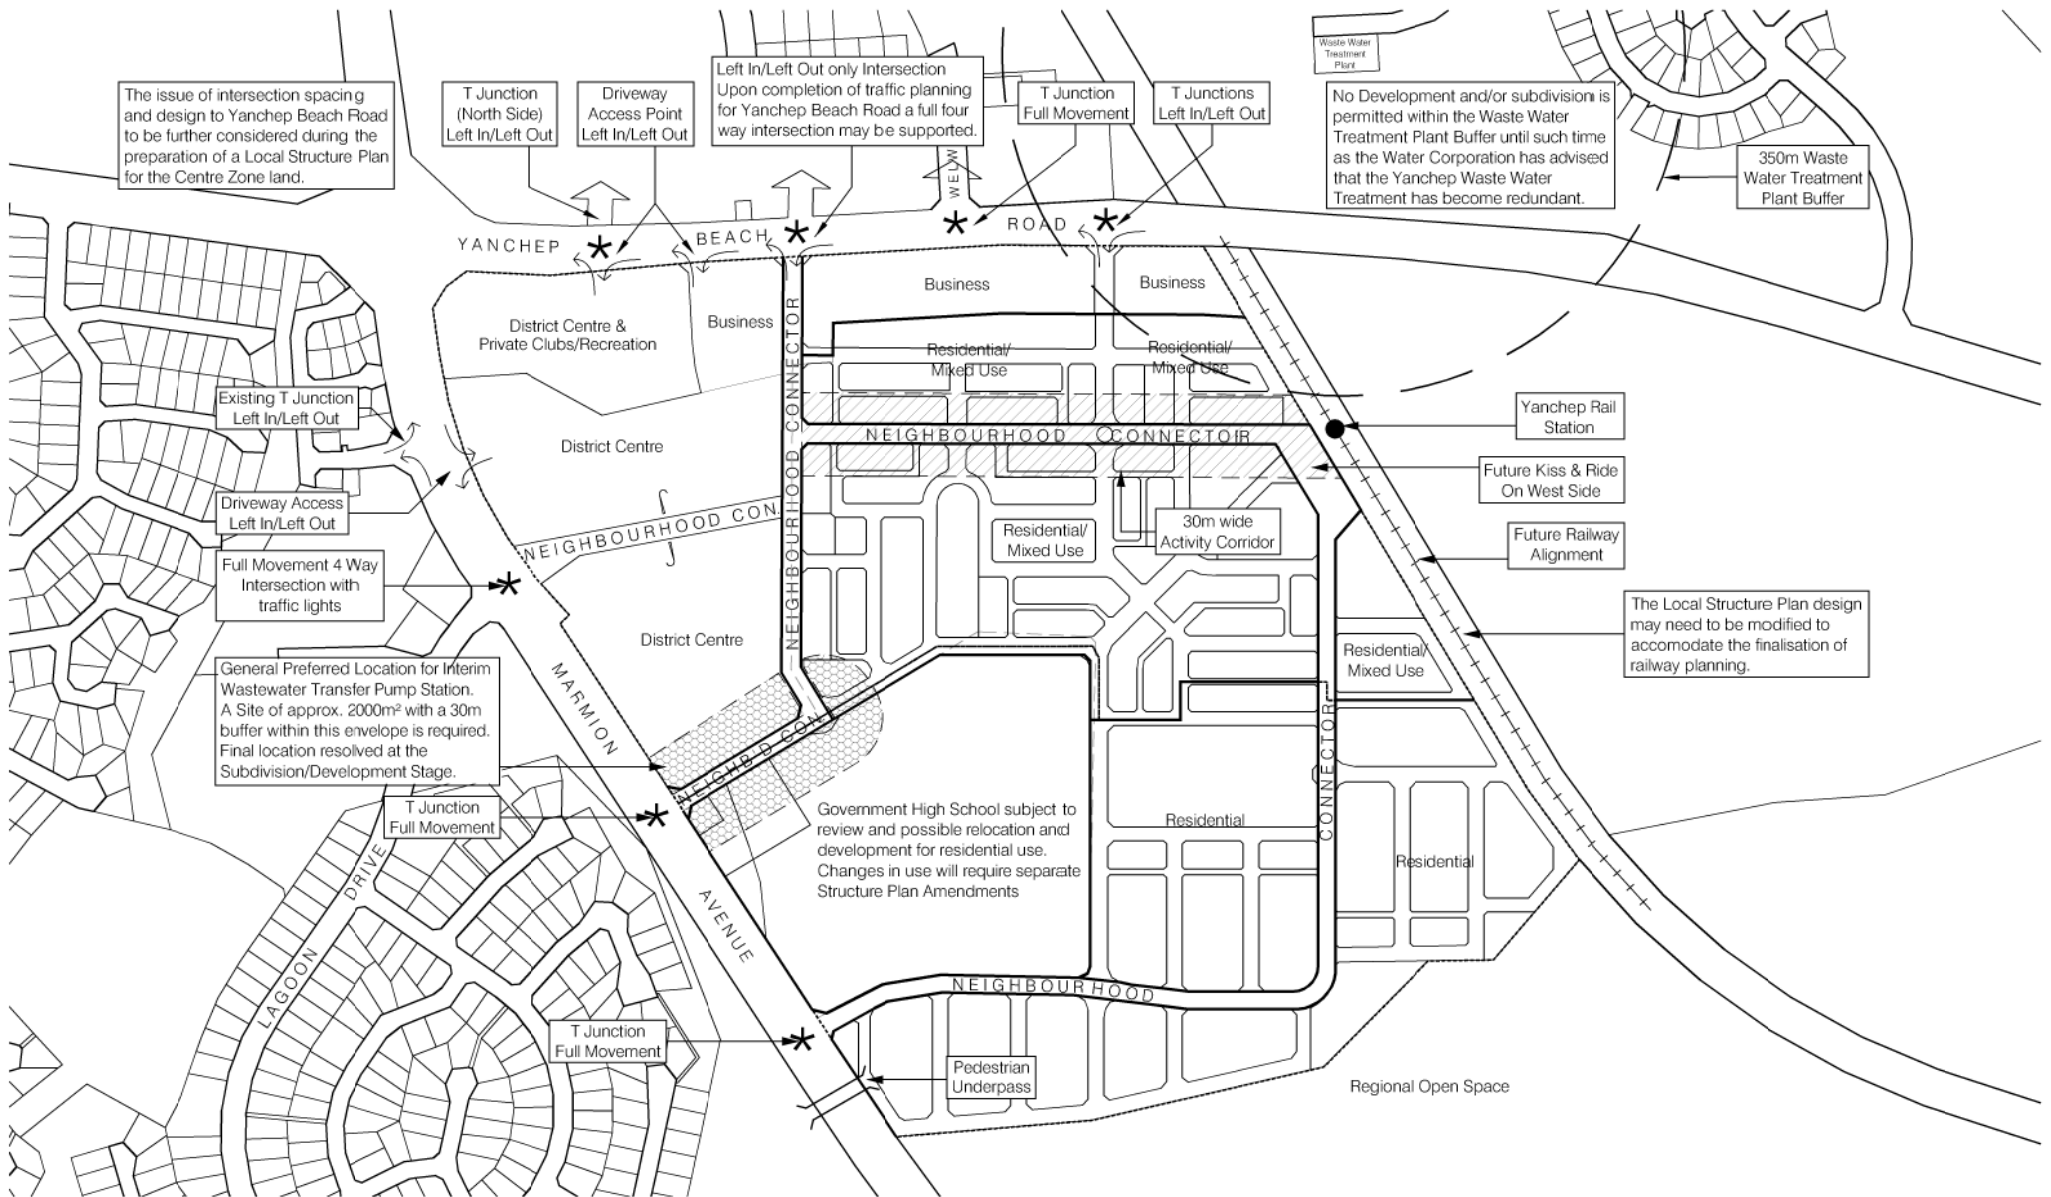 The issue of intersection spacing
and design to Yanchep Beach Road
to be further considered during the
preparation of a Local Structure Plan
for the Centre Zone land.
T Junction
(North Side)
Left In/Left Out
Driveway
Access Point
Left In/Left Out
Left In/Left Out only Intersection
Upon completion of traffic planning
for Yanchep Beach Road a full four
way intersection may be supported.
T Junction
Full Movement
T Junctions
Left In/Left Out
Waste Water
Treatment
Plant
No Development and/or subdivision is
permitted within the Waste Water
Treatment Plant Buffer until such time
as the Water Corporation has advised
that the Yanchep Waste Water
Treatment has become redundant.
350m Waste
Water Treatment
Plant Buffer
YANCHEP BEACH ROAD
Business
Business
Business
District Centre &
Private Clubs/Recreation
Residential/
Mixed Use
Residential/
Mixed Use
Existing T Junction
Left In/Left Out
District Centre
NEIGHBOURHOOD CONNECTOR
NEIGHBOURHOOD CONNECTOR
Yanchep Rail
Station
Future Kiss & Ride
On West Side
Driveway Access
Left In/Left Out
NEIGHBOURHOOD CON.
Residential/
Mixed Use
30m wide
Activity Corridor
Future Railway
Alignment
Full Movement 4 Way
Intersection with
traffic lights
District Centre
The Local Structure Plan design
may need to be modified to
accomodate the finalisation of
railway planning.
Residential/
Mixed Use
General Preferred Location for Interim
Wastewater Transfer Pump Station.
A Site of approx. 2000m² with a 30m
buffer within this envelope is required.
Final location resolved at the
Subdivision/Development Stage.
MARMION AVENUE
NEIGHB'D CON.
T Junction
Full Movement
Government High School subject to
review and possible relocation and
development for residential use.
Changes in use will require separate
Structure Plan Amendments
Residential
CONNECTOR
Residential
LAGOON DRIVE
NEIGHBOURHOOD
T Junction
Full Movement
Pedestrian
Underpass
Regional Open Space